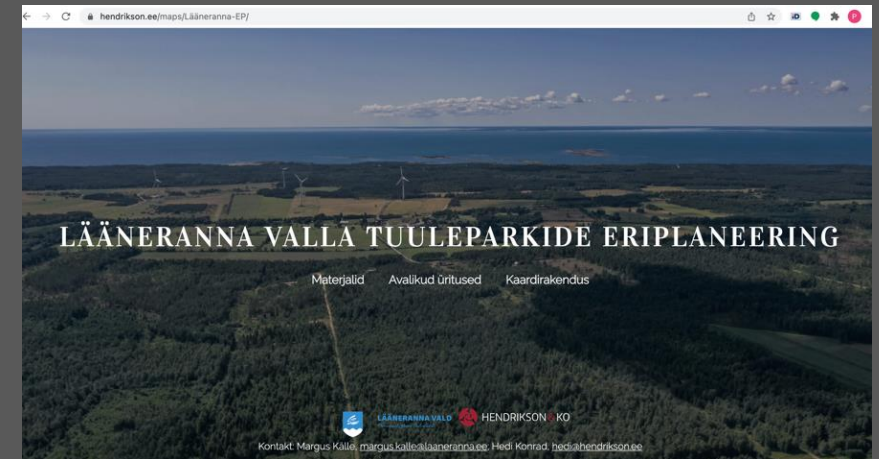 hendrikson.ee/maps/Lääneranna-EP/
LÄÄNERANNA VALLA TUULEPARKIDE ERIPLANEERING
Materjalid Avalikud üritused Kaardirakendus
LÄÄNERANNA VALD
HENDRIKSON & KO
Kontakt: Margus Källe, margus.kalle@laaneranna.ee, Hedi Konrad, hedi@hendrikson.ee